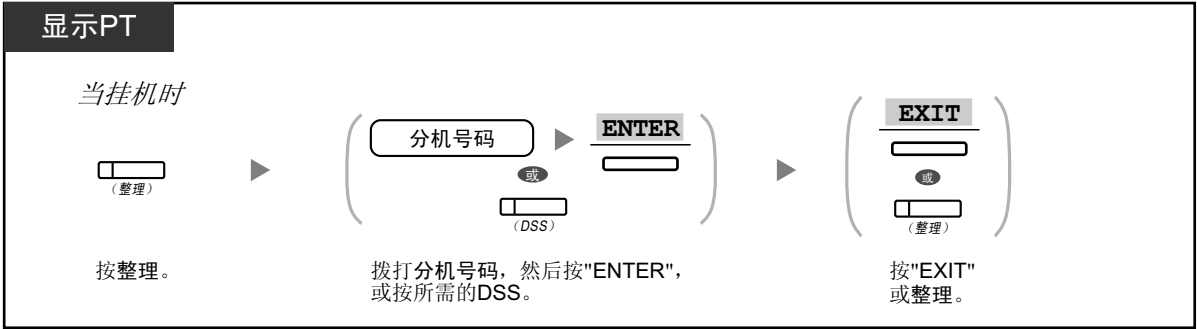 显示PT
当挂机时
分机号码
ENTER
EXIT
或
或
（整理）
（DSS）
（整理）
按整理。
拨打分机号码，然后按"ENTER"，
或按所需的DSS。
按"EXIT"
或整理。